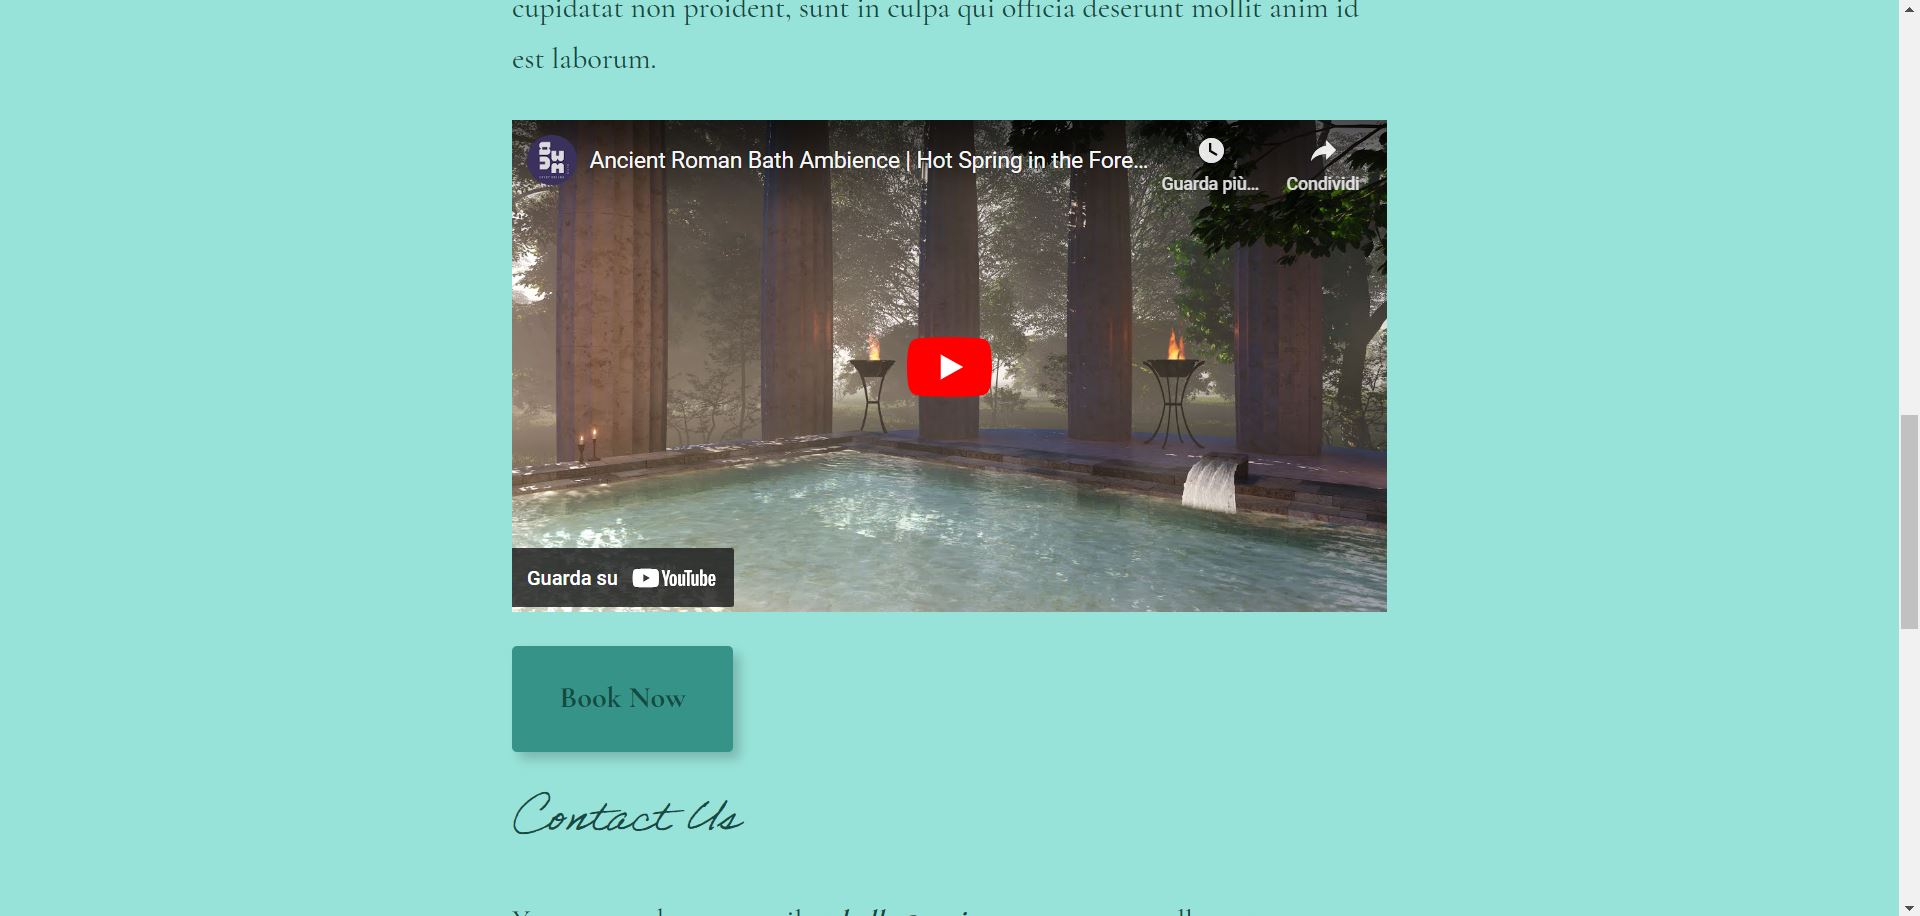 cupidatat non proident, sunt in culpa qui officia deserunt mollit anim id
est laborum.
Ancient Roman Bath Ambience | Hot Spring in the Fore...
Guarda più...
Condividi
Guarda su YouTube
Book Now
Contact Us